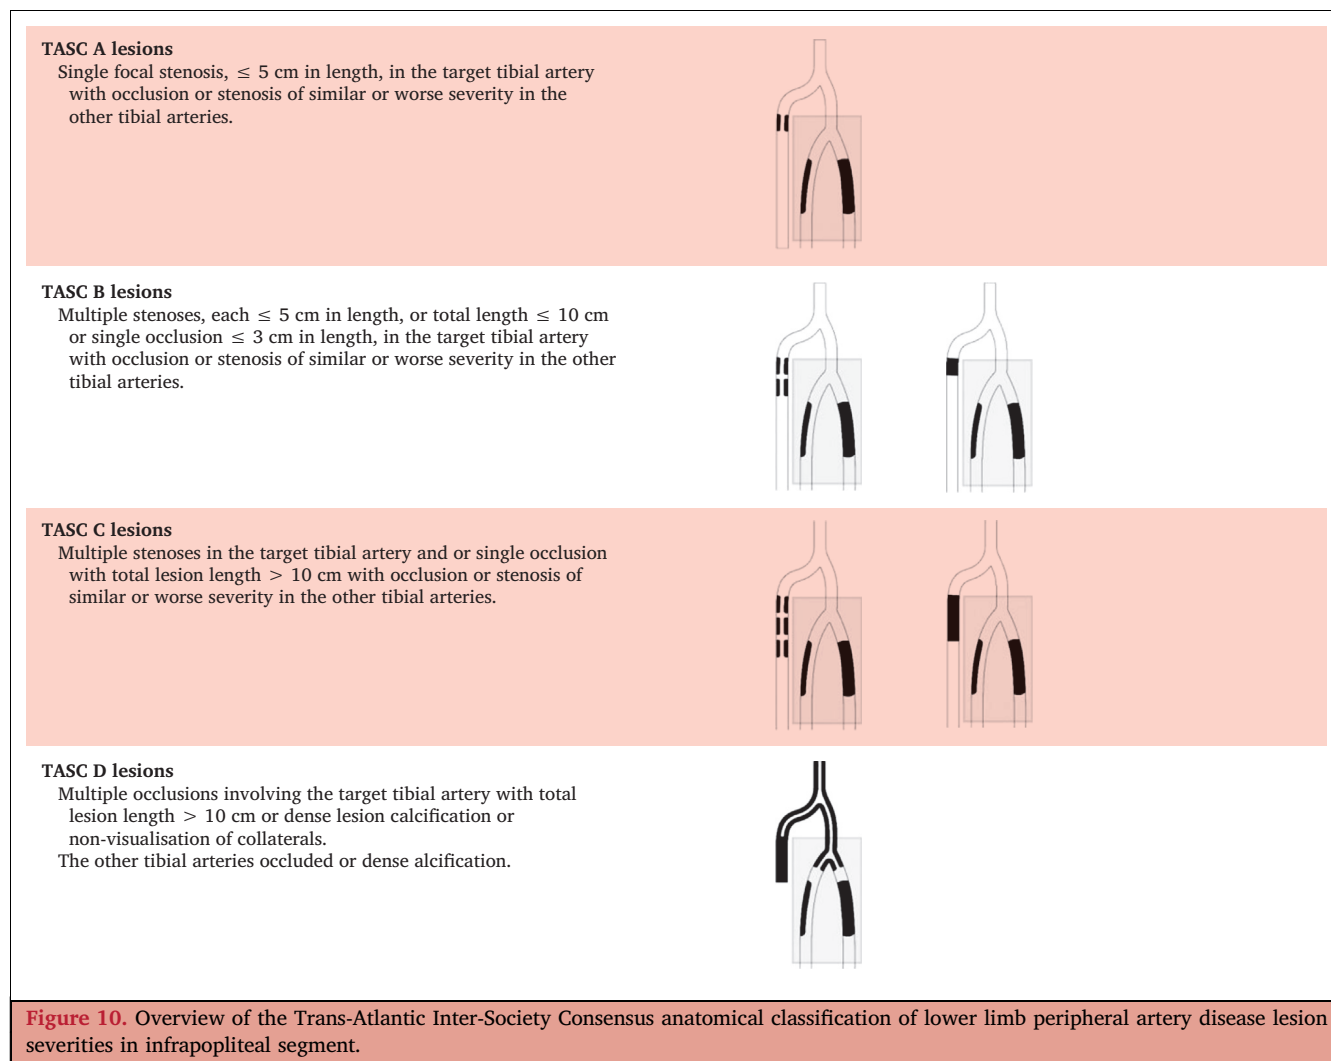 TASC A lesions
Single focal stenosis, ≤ 5 cm in length, in the target tibial artery
with occlusion or stenosis of similar or worse severity in the
other tibial arteries.
TASC B lesions
Multiple stenoses, each ≤ 5 cm in length, or total length ≤ 10 cm
or single occlusion ≤ 3 cm in length, in the target tibial artery
with occlusion or stenosis of similar or worse severity in the other
tibial arteries.
TASC C lesions
Multiple stenoses in the target tibial artery and or single occlusion
with total lesion length > 10 cm with occlusion or stenosis of
similar or worse severity in the other tibial arteries.
TASC D lesions
Multiple occlusions involving the target tibial artery with total
lesion length > 10 cm or dense lesion calcification or
non-visualisation of collaterals.
The other tibial arteries occluded or dense alcification.
Figure 10. Overview of the Trans-Atlantic Inter-Society Consensus anatomical classification of lower limb peripheral artery disease lesion
severities in infrapopliteal segment.